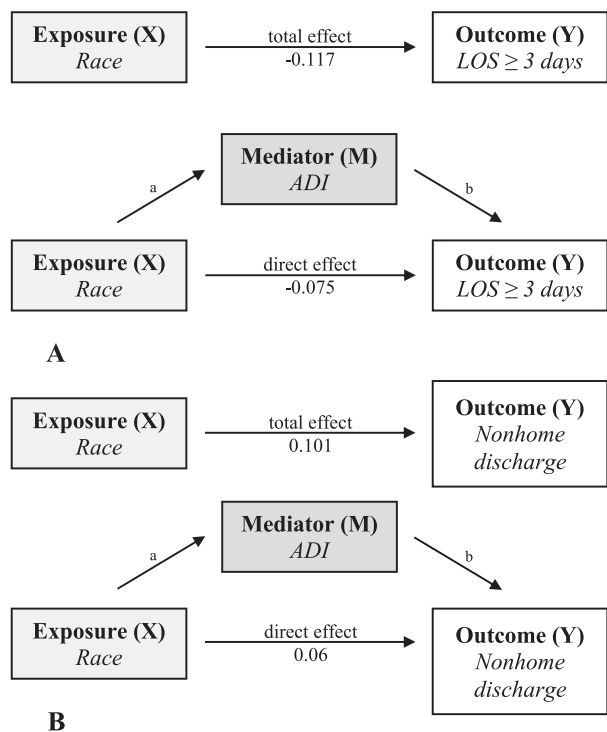 Exposure (X)
Race
total effect
-0.117
Outcome (Y)
LOS ≥ 3 days
Mediator (M)
ADI
a
b
Exposure (X)
Race
direct effect
-0.075
Outcome (Y)
LOS ≥ 3 days
A
Exposure (X)
Race
total effect
0.101
Outcome (Y)
Nonhome
discharge
Mediator (M)
ADI
a
b
Exposure (X)
Race
direct effect
0.06
Outcome (Y)
Nonhome
discharge
B